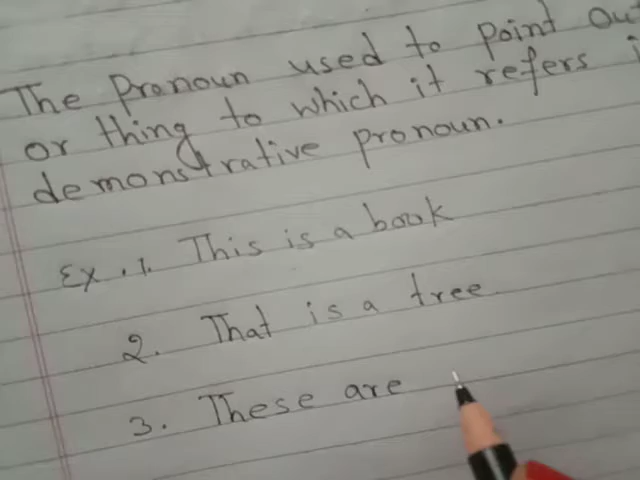 The Pronoun used to point out
or thing to which it refers
demonstrative pronoun.
Ex. 1. This is a book
2. That is a tree
3. These are